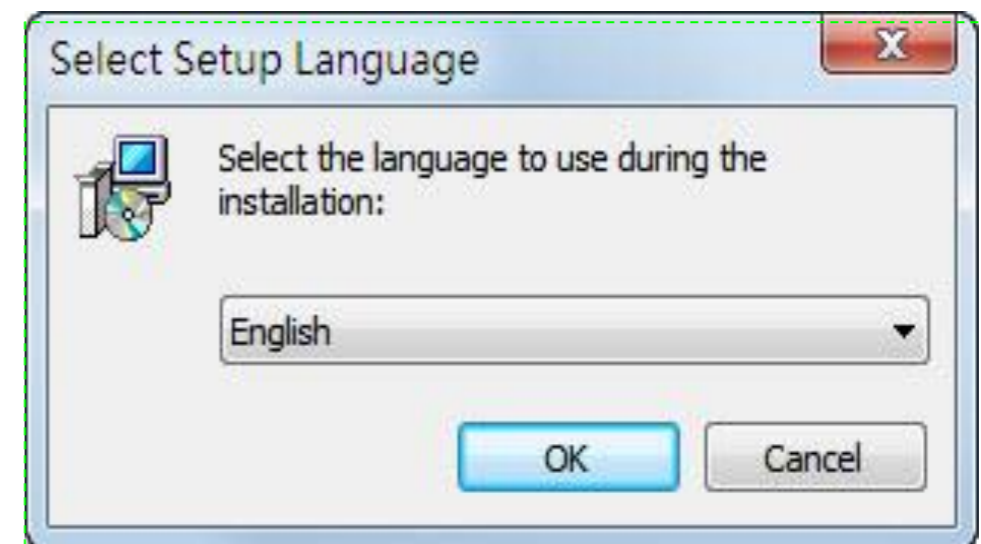 Select Setup Language
Select the language to use during the
installation:
English
OK
Cancel